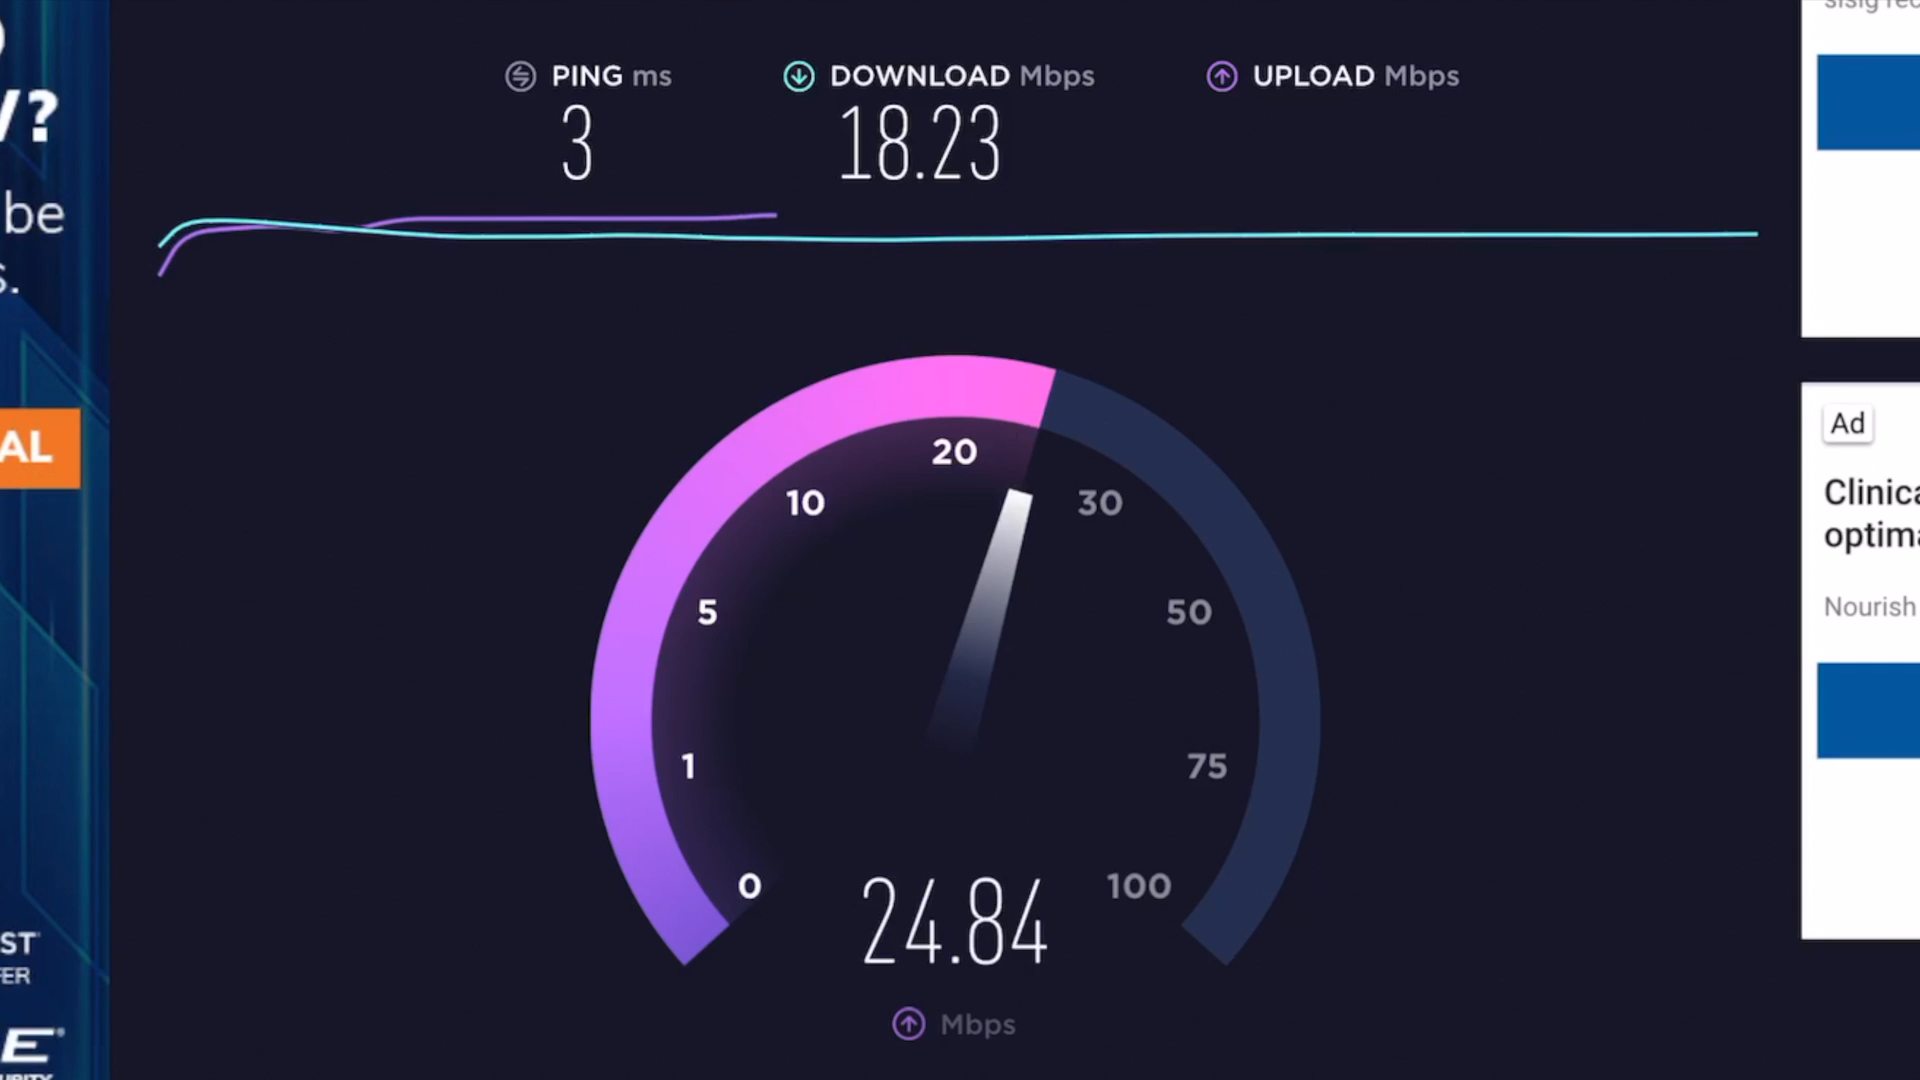 V?
be
s.
AL
ST
FER
E
PING ms
3
DOWNLOAD Mbps
18.23
UPLOAD Mbps
0
1
5
10
20
30
50
75
100
24.84
Mbps
Ad
Clinica
optima
Nourish